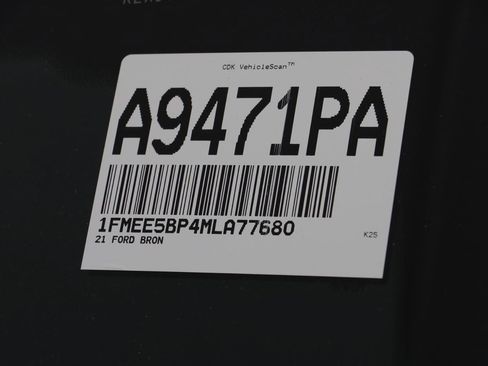 CDK VehicleScan™
A9471PA
1FMEE5BP4MLA77680
21 FORD BRON
K25